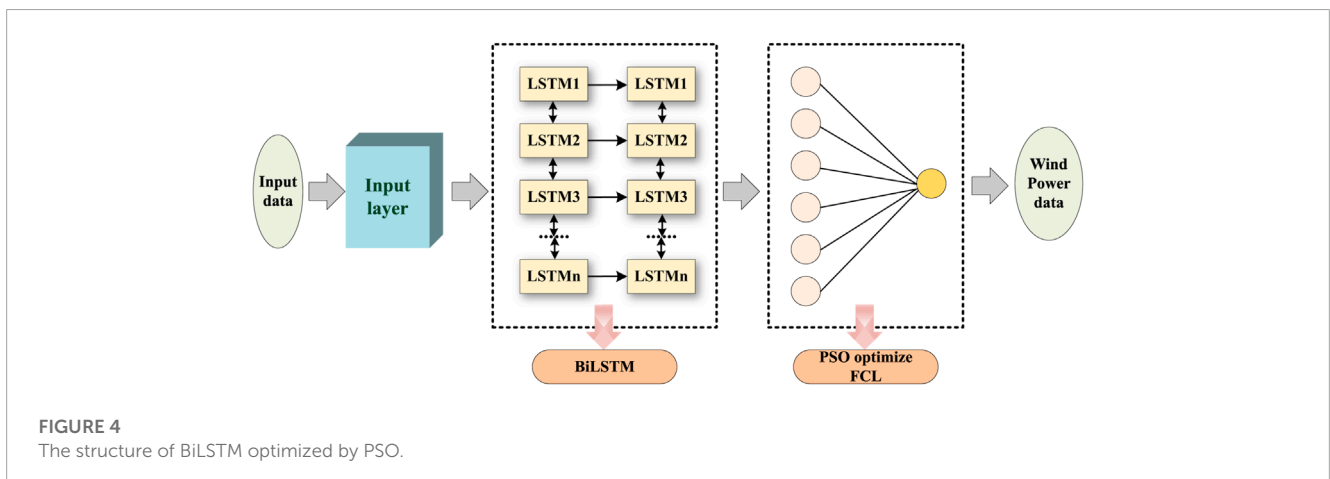 Input
data
Input
layer
LSTM1
LSTM1
LSTM2
LSTM2
LSTM3
LSTM3
LSTMn
LSTMn
BiLSTM
PSO optimize
FCL
Wind
Power
data
FIGURE 4
The structure of BiLSTM optimized by PSO.